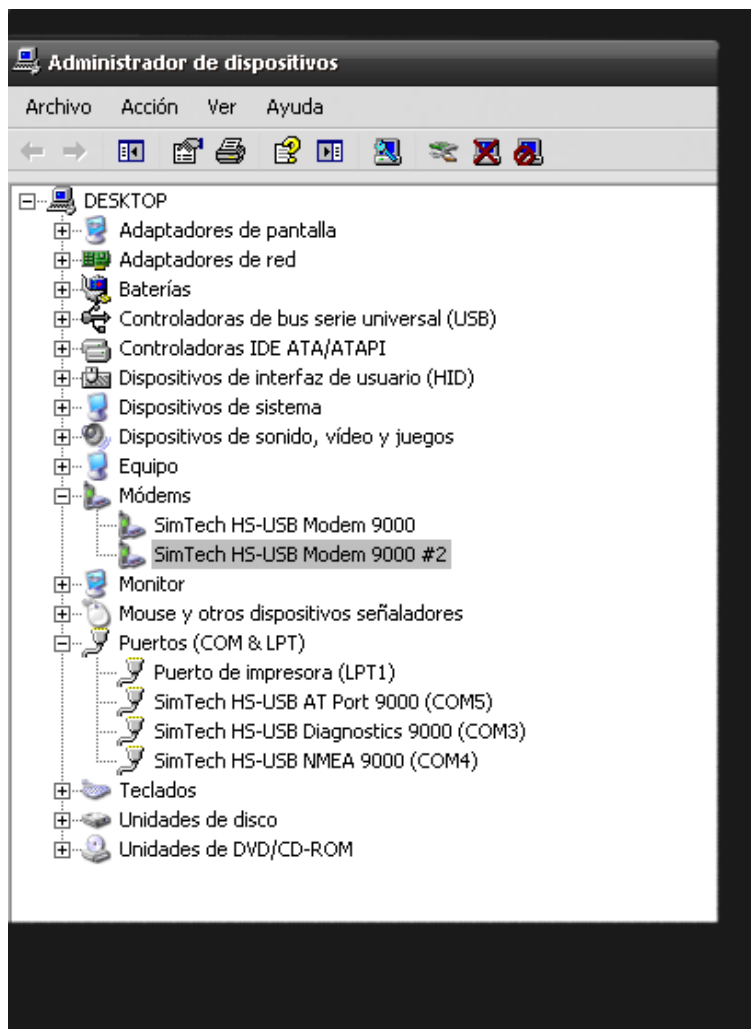 Administrador de dispositivos
Archivo Acción Ver Ayuda
DESKTOP
Adaptadores de pantalla
Adaptadores de red
Baterías
Controladoras de bus serie universal (USB)
Controladoras IDE ATA/ATAPI
Dispositivos de interfaz de usuario (HID)
Dispositivos de sistema
Dispositivos de sonido, vídeo y juegos
Equipo
Módems
SimTech HS-USB Modem 9000
SimTech HS-USB Modem 9000 #2
Monitor
Mouse y otros dispositivos señaladores
Puertos (COM & LPT)
Puerto de impresora (LPT1)
SimTech HS-USB AT Port 9000 (COM5)
SimTech HS-USB Diagnostics 9000 (COM3)
SimTech HS-USB NMEA 9000 (COM4)
Teclados
Unidades de disco
Unidades de DVD/CD-ROM